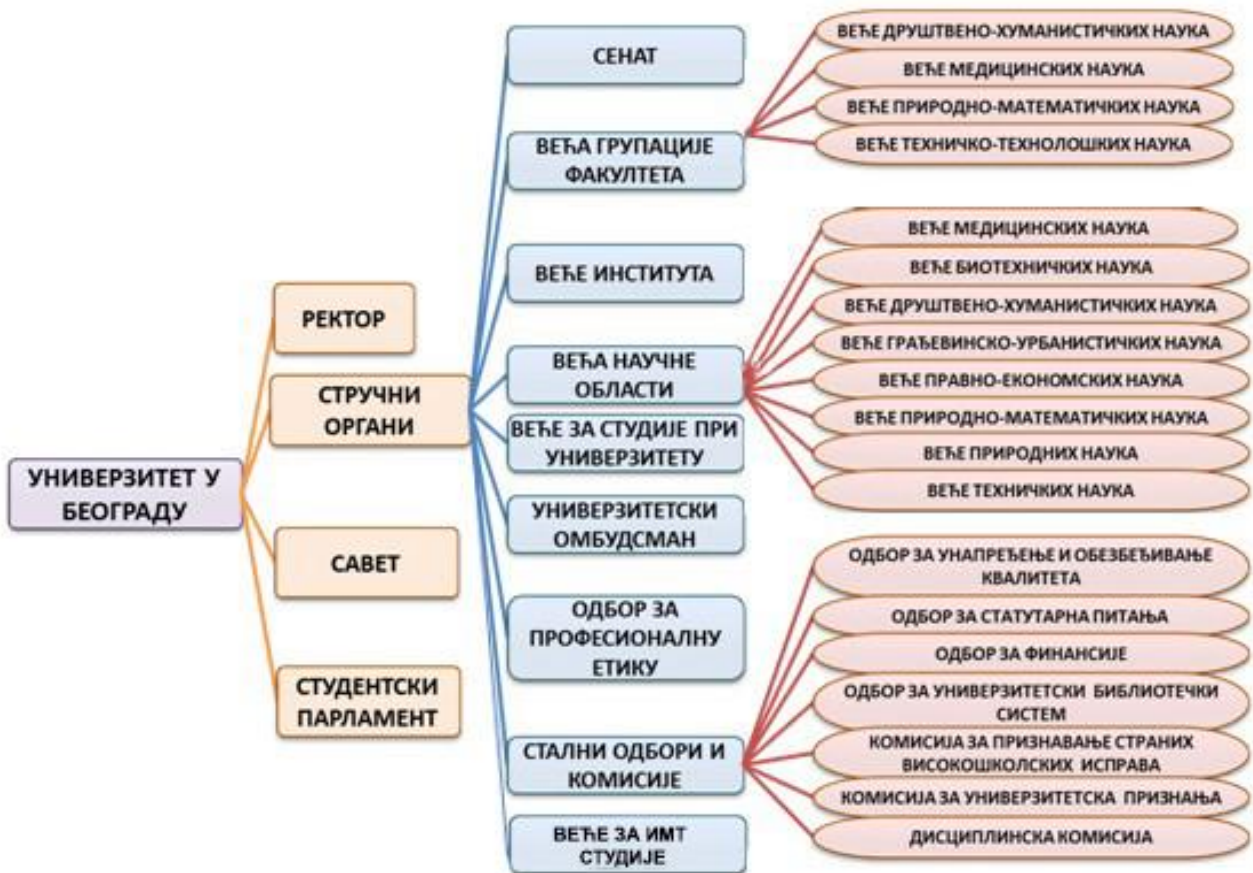 УНИВЕРЗИТЕТ У
БЕОГРАДУ
РЕКТОР
СТРУЧНИ
ОРГАНИ
САВЕТ
СТУДЕНТСКИ
ПАРЛАМЕНТ
СЕНАТ
ВЕЋА ГРУПАЦИЈЕ
ФАКУЛТЕТА
ВЕЋЕ ИНСТИТУТА
ВЕЋА НАУЧНЕ
ОБЛАСТИ
ВЕЋЕ ЗА СТУДИЈЕ ПРИ
УНИВЕРЗИТЕТУ
УНИВЕРЗИТЕТСКИ
ОМБУДСМАН
ОДБОР ЗА
ПРОФЕСИОНАЛНУ
ЕТИКУ
СТАЛНИ ОДБОРИ И
КОМИСИЈЕ
ВЕЋЕ ЗА ИМТ
СТУДИЈЕ
ВЕЋЕ ДРУШТВЕНО-ХУМАНИСТИЧКИХ НАУКА
ВЕЋЕ МЕДИЦИНСКИХ НАУКА
ВЕЋЕ ПРИРОДНО-МАТЕМАТИЧКИХ НАУКА
ВЕЋЕ ТЕХНИЧКО-ТЕХНОЛОШКИХ НАУКА
ВЕЋЕ МЕДИЦИНСКИХ НАУКА
ВЕЋЕ БИОТЕХНИЧКИХ НАУКА
ВЕЋЕ ДРУШТВЕНО-ХУМАНИСТИЧКИХ НАУКА
ВЕЋЕ ГРАЂЕВИНСКО-УРБАНИСТИЧКИХ НАУКА
ВЕЋЕ ПРАВНО-ЕКОНОМСКИХ НАУКА
ВЕЋЕ ПРИРОДНО-МАТЕМАТИЧКИХ НАУКА
ВЕЋЕ ПРИРОДНИХ НАУКА
ВЕЋЕ ТЕХНИЧКИХ НАУКА
ОДБОР ЗА УНАПРЕЂЕЊЕ И ОБЕЗБЕЂИВАЊЕ
КВАЛИТЕТА
ОДБОР ЗА СТАТУТАРНА ПИТАЊА
ОДБОР ЗА ФИНАНСИЈЕ
ОДБОР ЗА УНИВЕРЗИТЕТСКИ БИБЛИОТЕЧКИ
СИСТЕМ
КОМИСИЈА ЗА ПРИЗНАВАЊЕ СТРАНИХ
ВИСОКОШКОЛСКИХ ИСПРАВА
КОМИСИЈА ЗА УНИВЕРЗИТЕТСКА ПРИЗНАЊА
ДИСЦИПЛИНСКА КОМИСИЈА